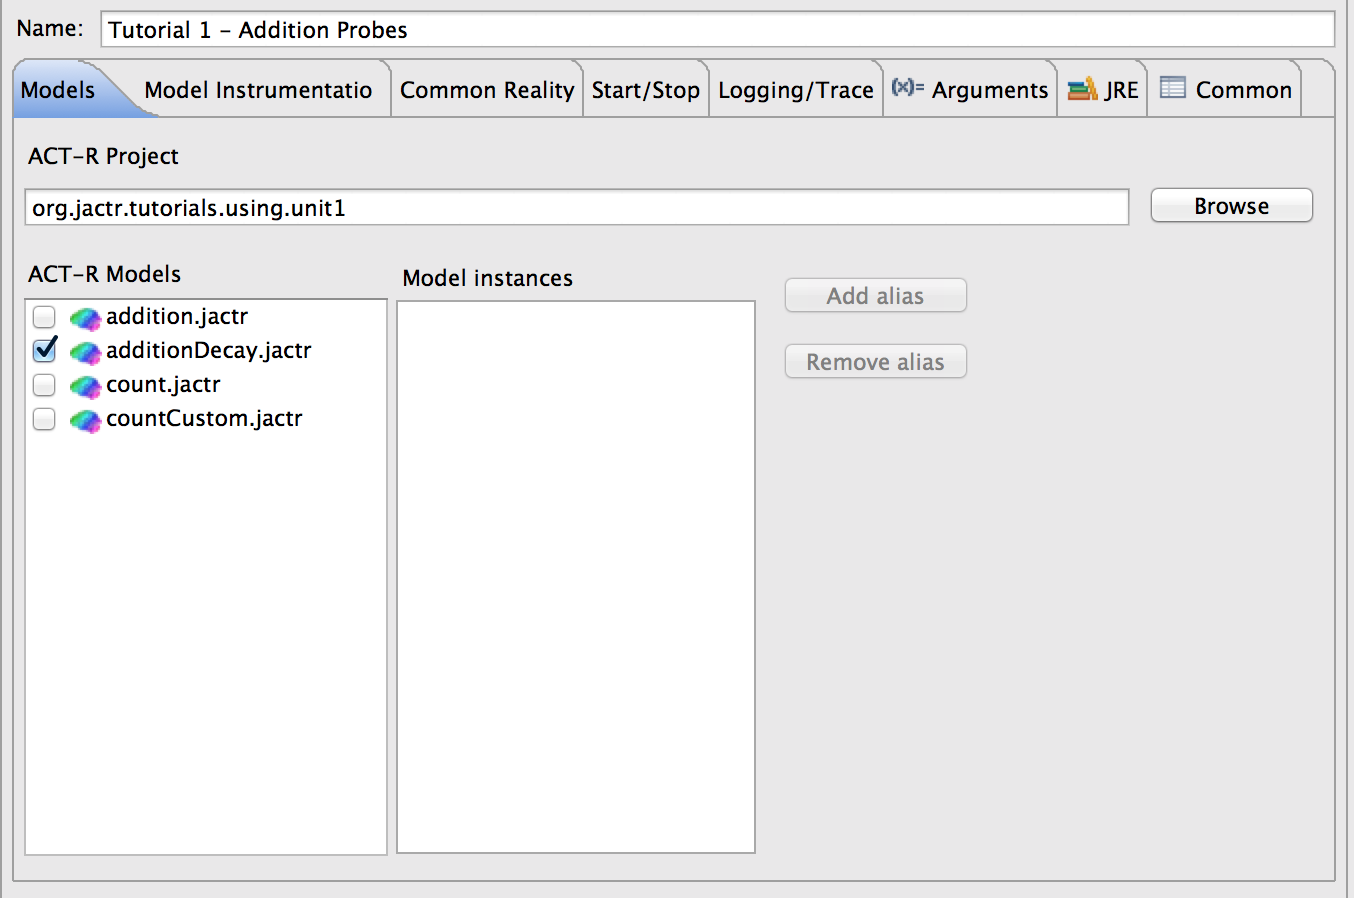 Name: Tutorial 1 – Addition Probes
Models Model Instrumentatio Common Reality Start/Stop Logging/Trace (x)= Arguments JRE Common
ACT-R Project
org.jactr.tutorials.using.unit1 Browse
ACT-R Models Model instances
Add alias
addition.jactr
additionDecay.jactr
Remove alias
count.jactr
countCustom.jactr